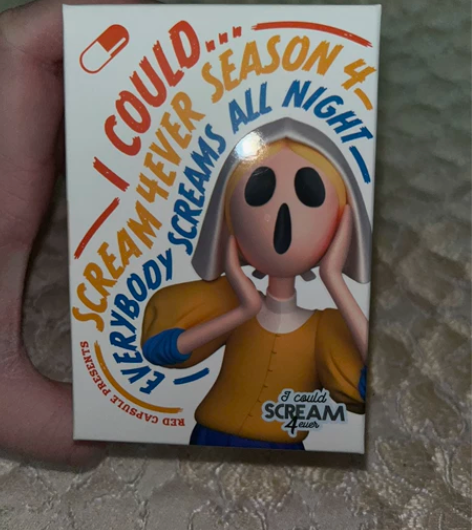 I COULD...
SCREAM 4EVER SEASON 4
EVERYBODY SCREAMS ALL NIGHT
RED CAPSULE PRESENTS
I could
SCREAM
4ever